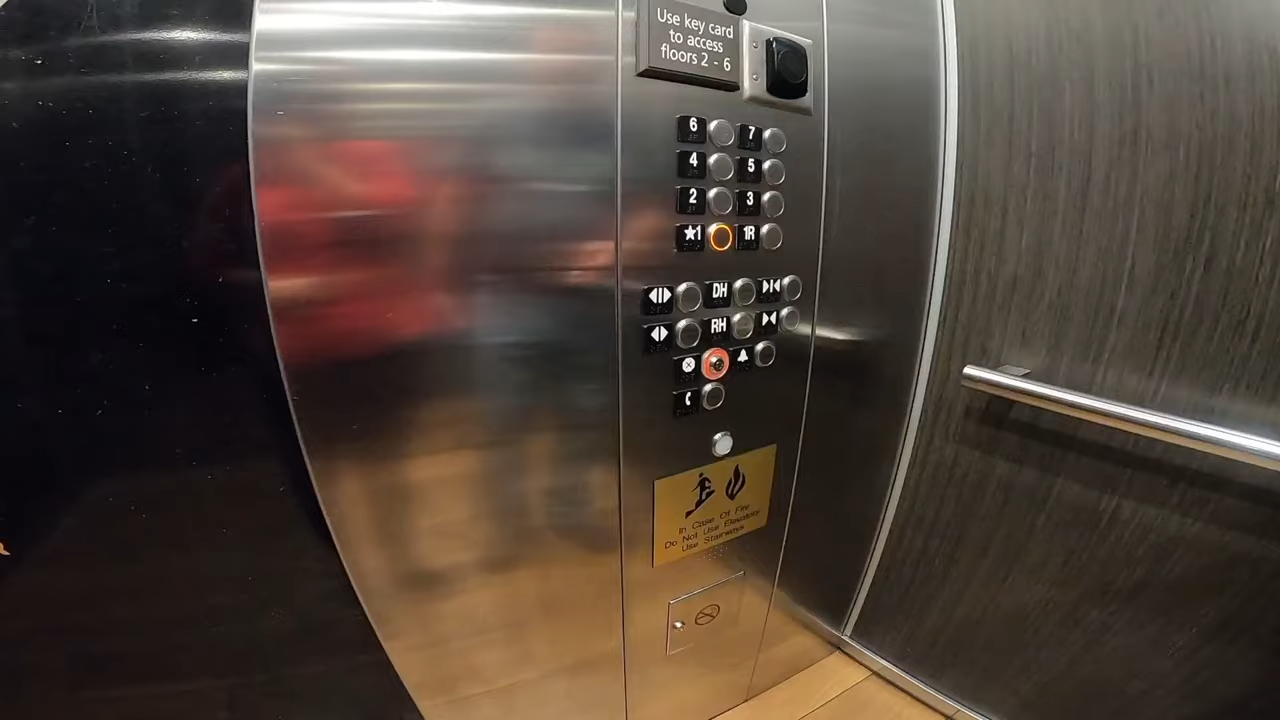 Use key card
to access
floors 2 - 6
6 7
4 5
2 3
★1 1R
DH
RH
In Case Of Fire
Do Not Use Elevators
Use Stairways